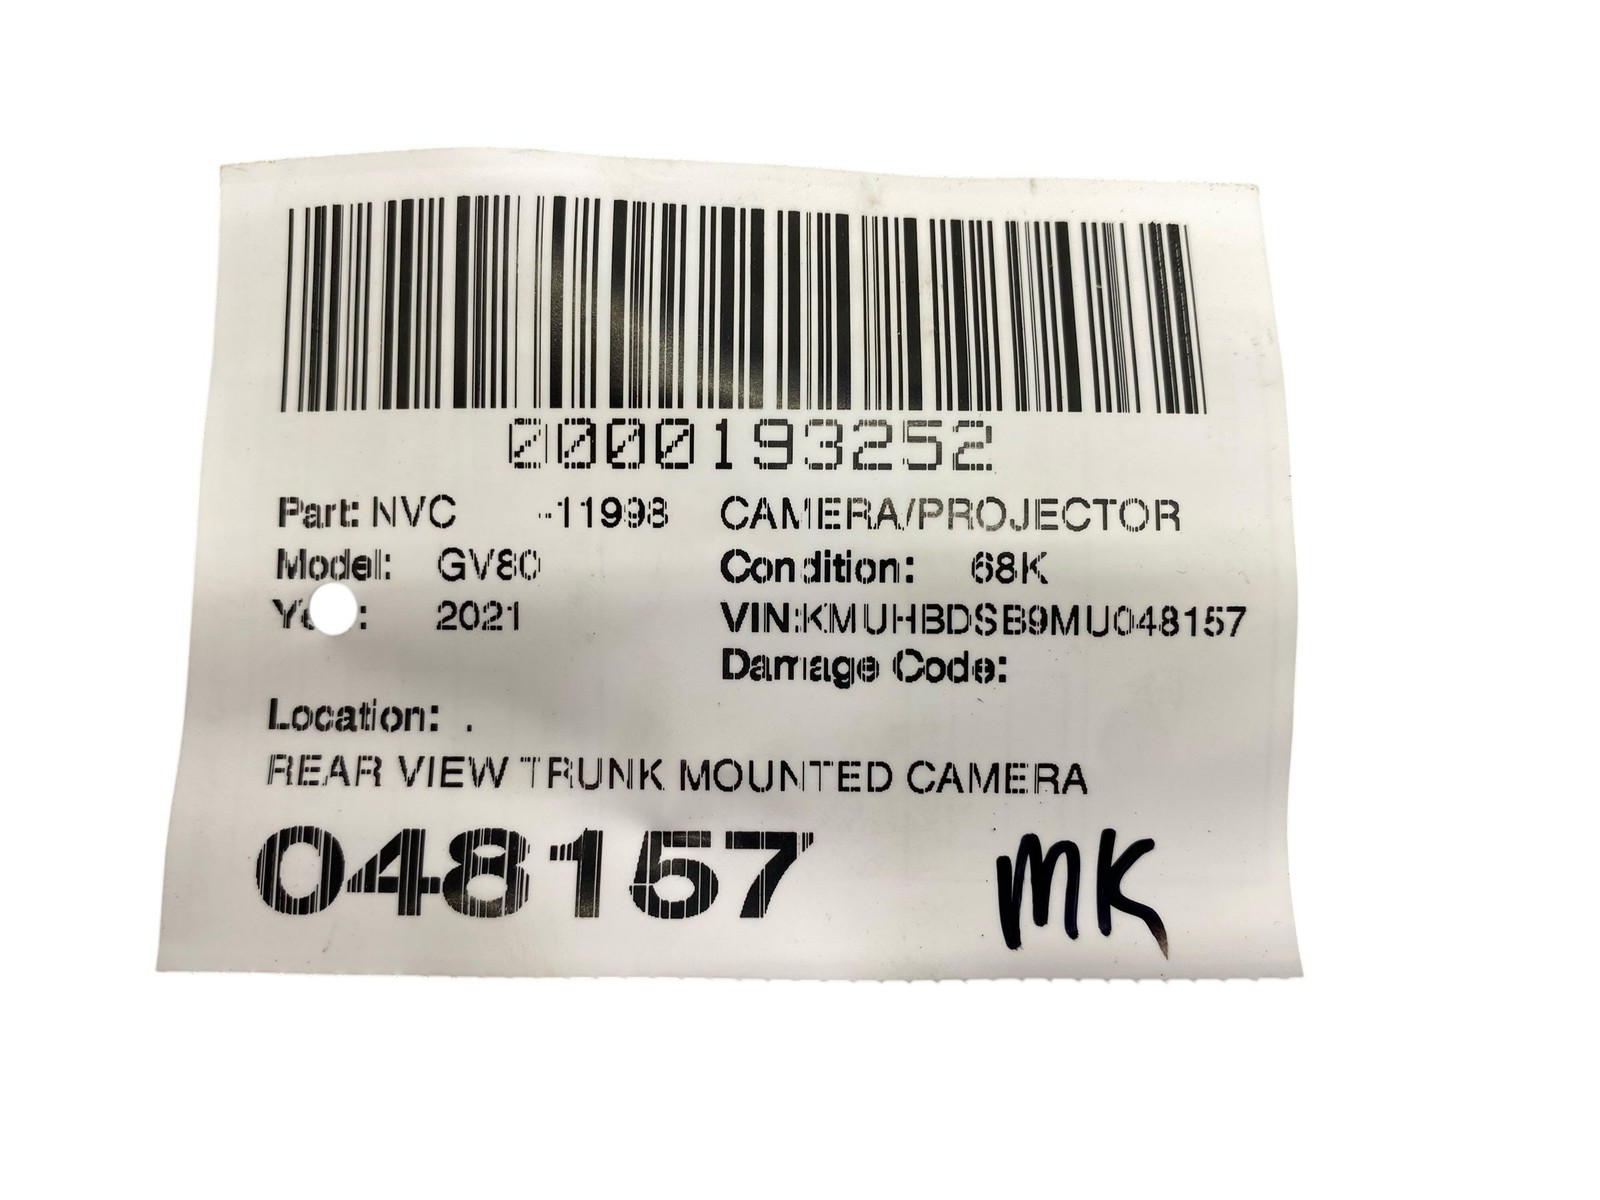 0000193252
Part: NVC -11998 CAMERA/PROJECTOR
Model: GV80 Condition: 68K
2021 VIN:KMUHBDSB9MU048157
Damage Code:
Location: .
REAR VIEW TRUNK MOUNTED CAMERA
048157 MK